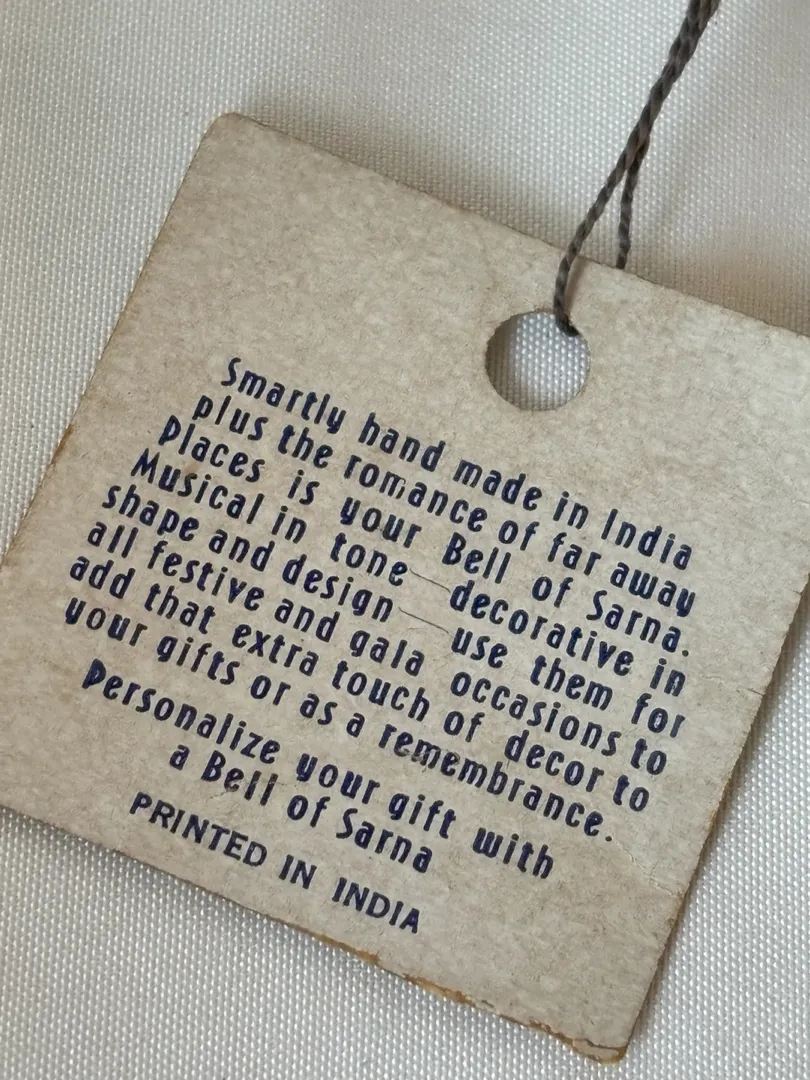 Smartly hand made in India
plus the romance of far away
places is your Bell of Sarna.
Musical in tone—decorative in
shape and design—use them for
all festive and gala occasions to
add that extra touch of decor to
your gifts or as a remembrance.
Personalize your gift with
a Bell of Sarna
PRINTED IN INDIA